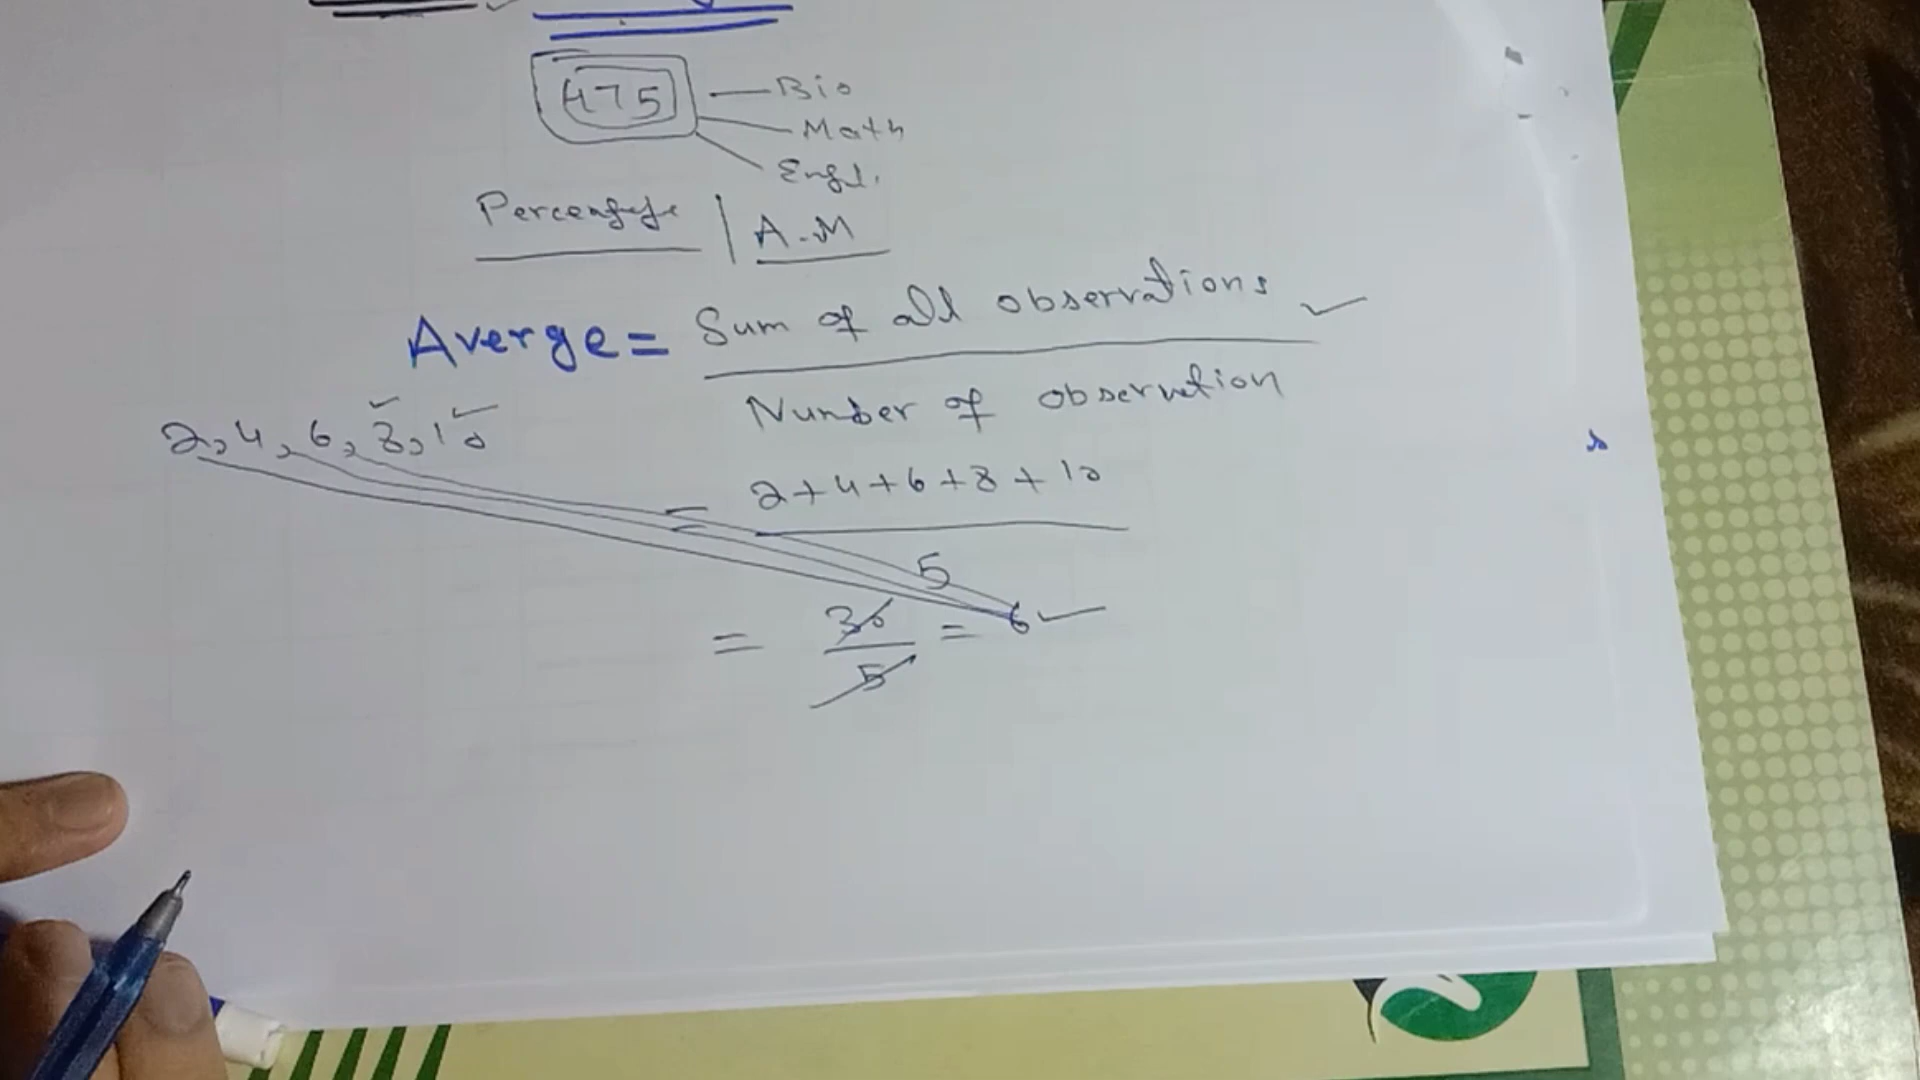 475 — Bio
Math
Engl.
Percentage | A.M
Averge = Sum of all observations
Number of observation
2, 4, 6, 8, 10
= 2+4+6+8+10
5
= 30 = 6
5
s